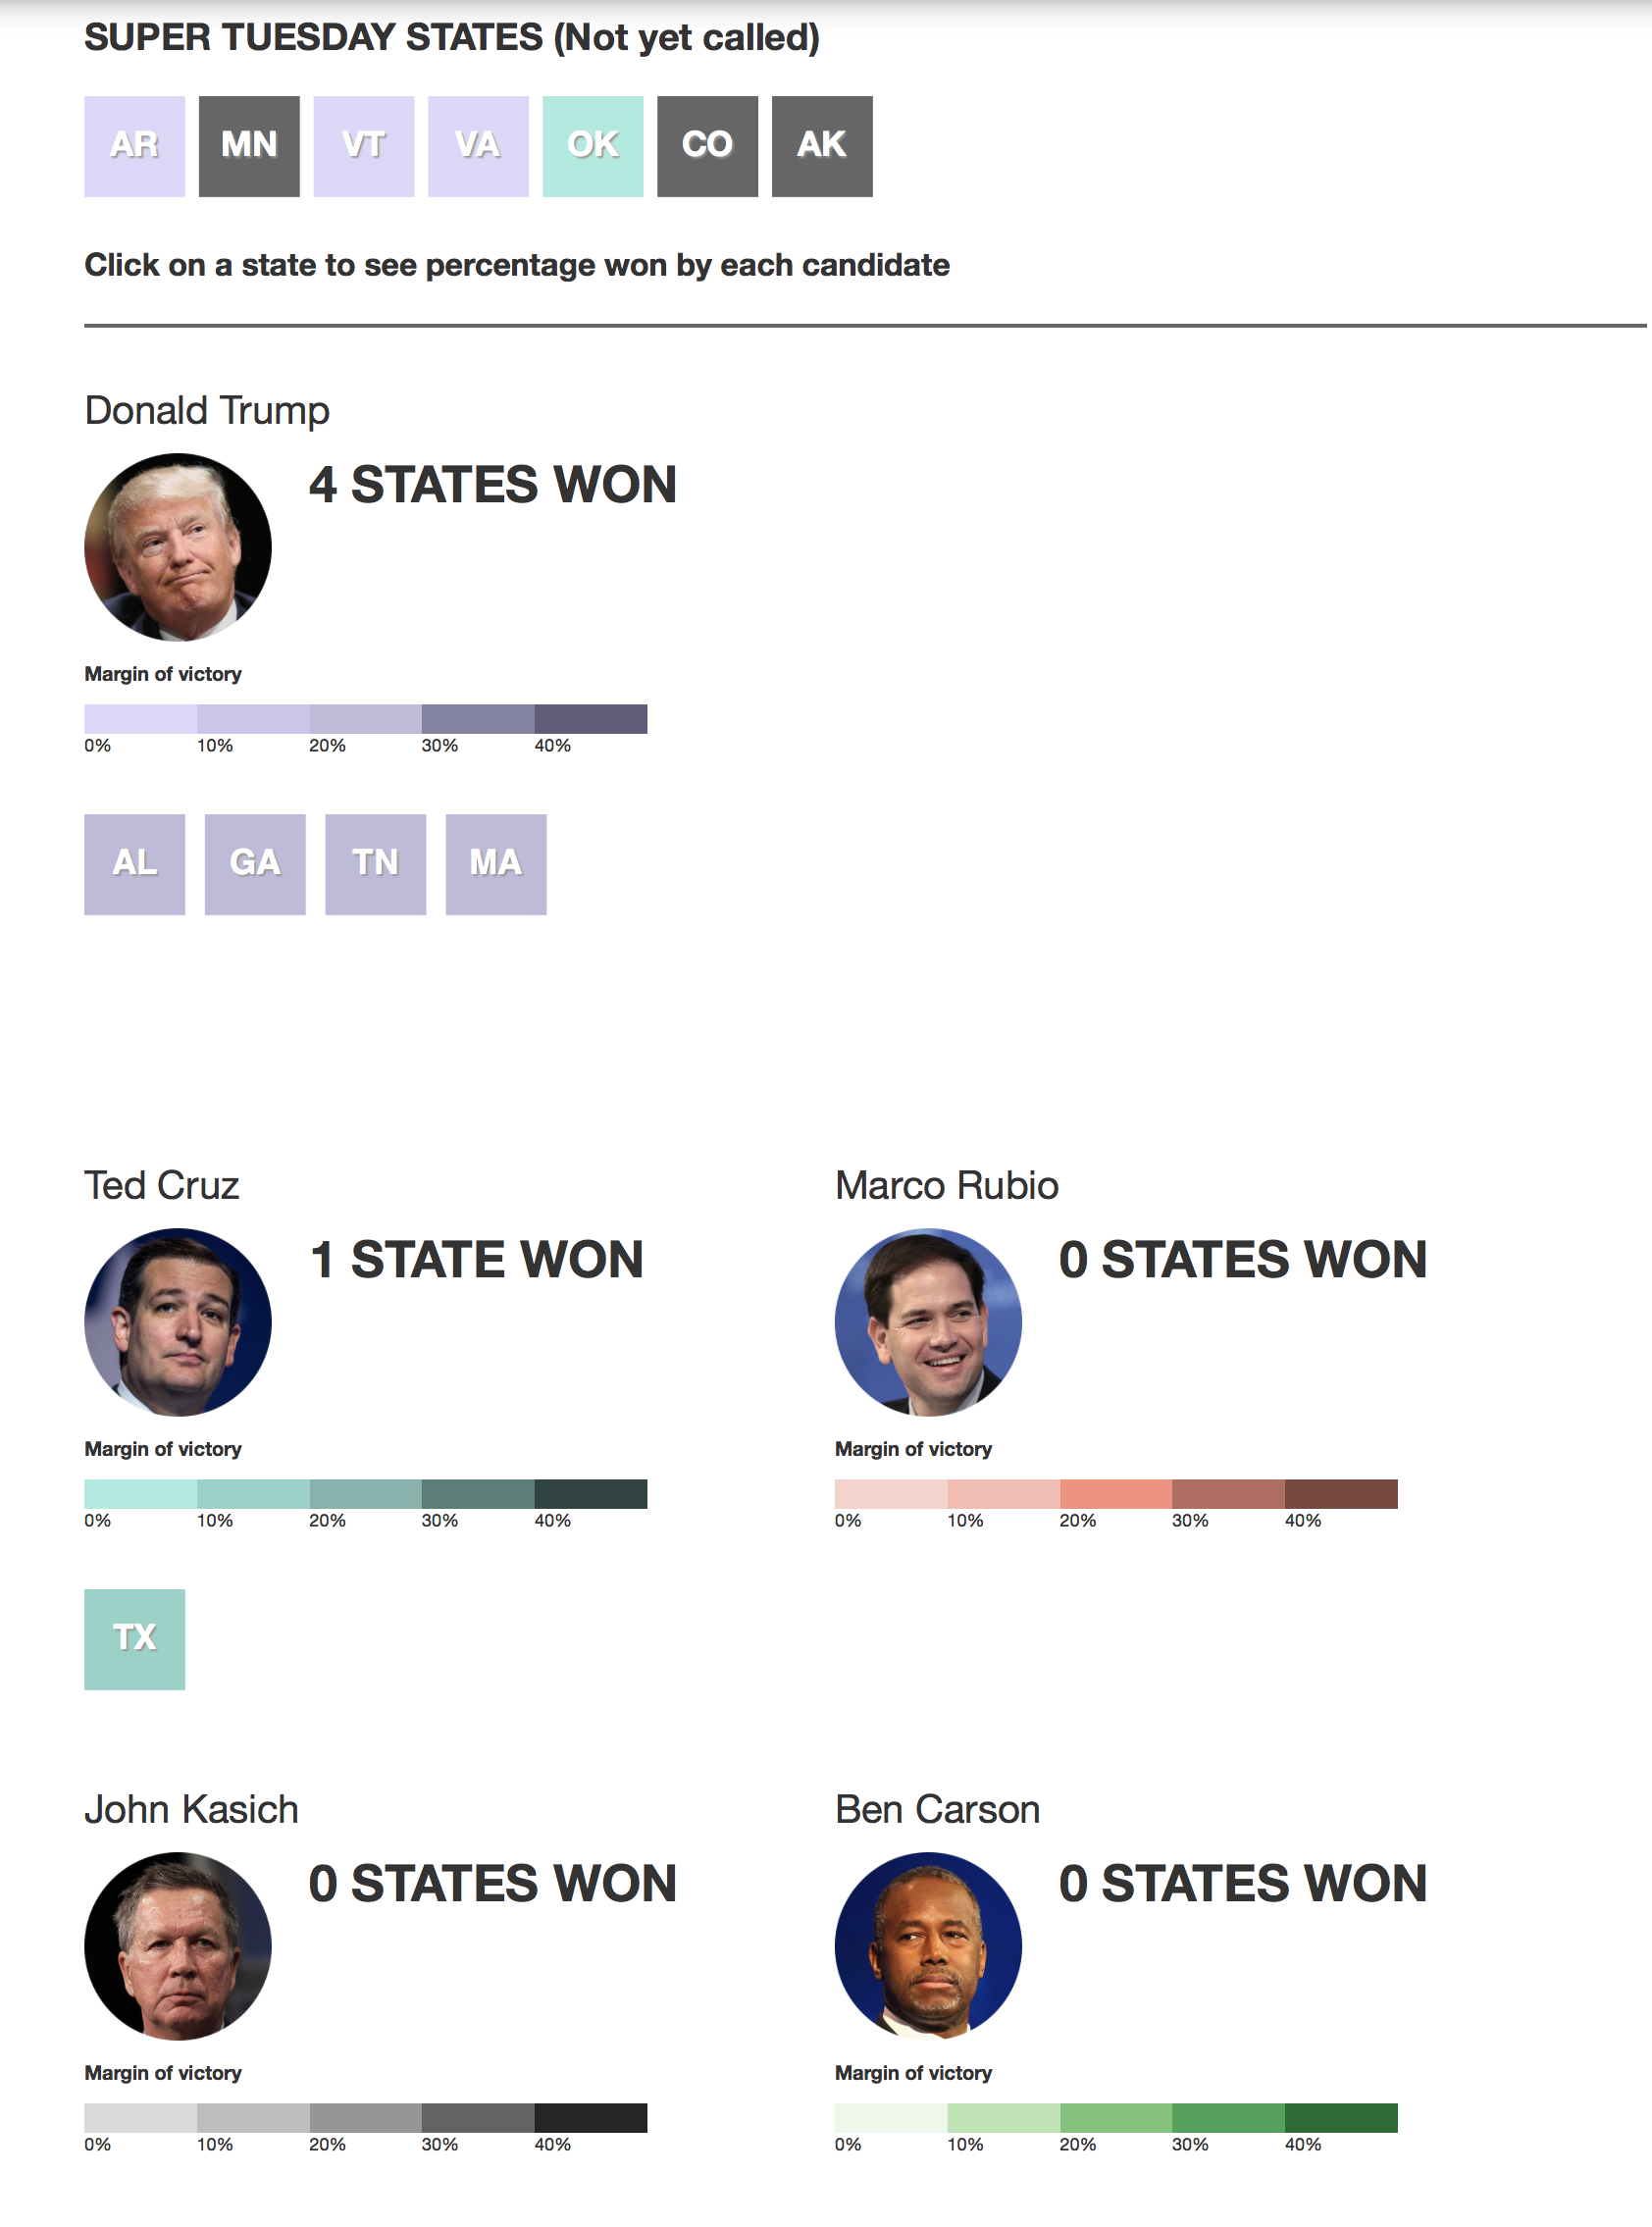 SUPER TUESDAY STATES (Not yet called)
AR MN VT VA OK CO AK
Click on a state to see percentage won by each candidate
Donald Trump
4 STATES WON
Margin of victory
0% 10% 20% 30% 40%
AL GA TN MA
Ted Cruz
1 STATE WON
Margin of victory
0% 10% 20% 30% 40%
TX
Marco Rubio
0 STATES WON
Margin of victory
0% 10% 20% 30% 40%
John Kasich
0 STATES WON
Margin of victory
0% 10% 20% 30% 40%
Ben Carson
0 STATES WON
Margin of victory
0% 10% 20% 30% 40%